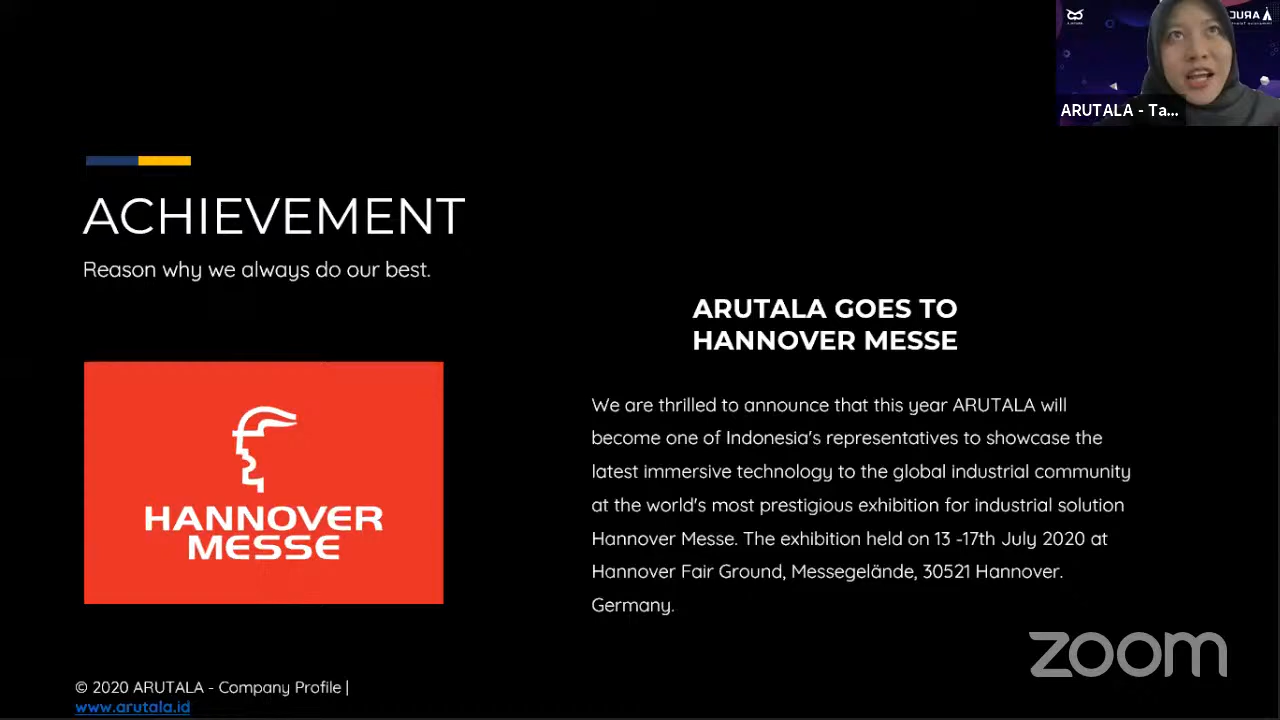 ARUTALA - Ta...
ACHIEVEMENT
Reason why we always do our best.
ARUTALA GOES TO
HANNOVER MESSE
We are thrilled to announce that this year ARUTALA will
become one of Indonesia's representatives to showcase the
latest immersive technology to the global industrial community
at the world's most prestigious exhibition for industrial solution
Hannover Messe. The exhibition held on 13 -17th July 2020 at
Hannover Fair Ground, Messegelände, 30521 Hannover.
Germany.
HANNOVER
MESSE
zoom
© 2020 ARUTALA - Company Profile |
www.arutala.id